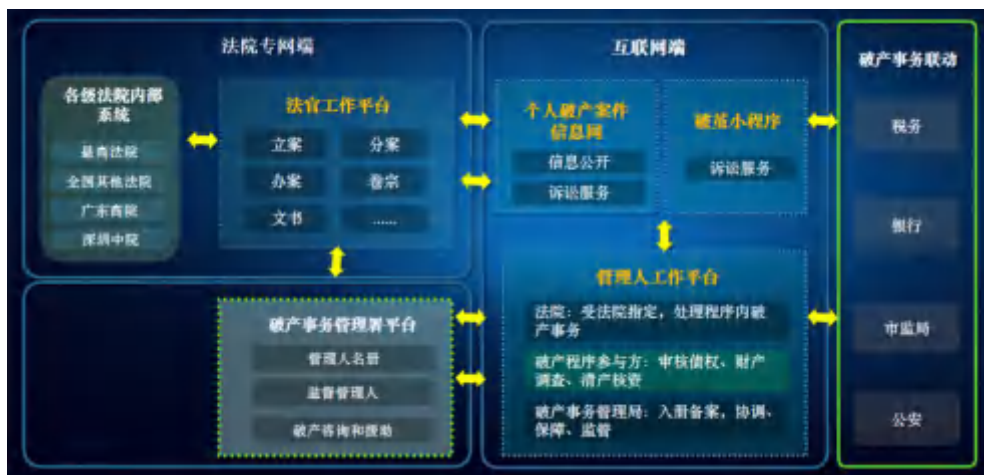 法院专网端
各级法院内部
系统
最高法院
全国其他法院
广东高院
深圳中院
法官工作平台
立案
分案
办案
卷宗
文书
......
破产事务管理署平台
管理人名册
监督管理人
破产咨询和援助
互联网端
个人破产案件
信息网
信息公开
诉讼服务
破茧小程序
诉讼服务
管理人工作平台
法院：受法院指定，处理程序内破
产事务
破产程序参与方：审核债权、财产
调查、清产核资
破产事务管理局：入册备案，协调、
保障、监管
破产事务联动
税务
银行
市监局
公安